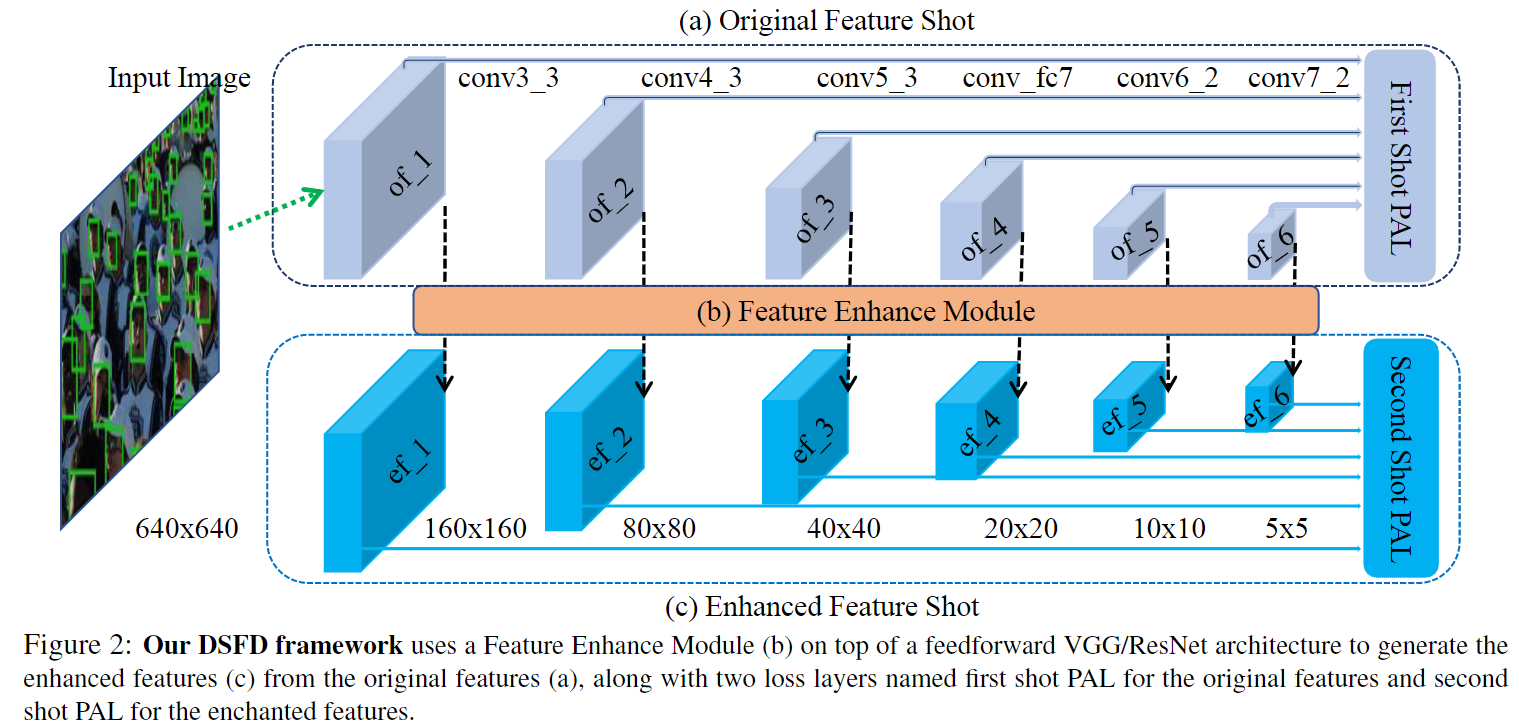 (a) Original Feature Shot
Input Image
conv3_3 conv4_3 conv5_3 conv_fc7 conv6_2 conv7_2
of_1 of_2 of_3 of_4 of_5 of_6
First Shot PAL
(b) Feature Enhance Module
ef_1 ef_2 ef_3 ef_4 ef_5 ef_6
Second Shot PAL
640x640 160x160 80x80 40x40 20x20 10x10 5x5
(c) Enhanced Feature Shot
Figure 2: Our DSFD framework uses a Feature Enhance Module (b) on top of a feedforward VGG/ResNet architecture to generate the
enhanced features (c) from the original features (a), along with two loss layers named first shot PAL for the original features and second
shot PAL for the enchanted features.